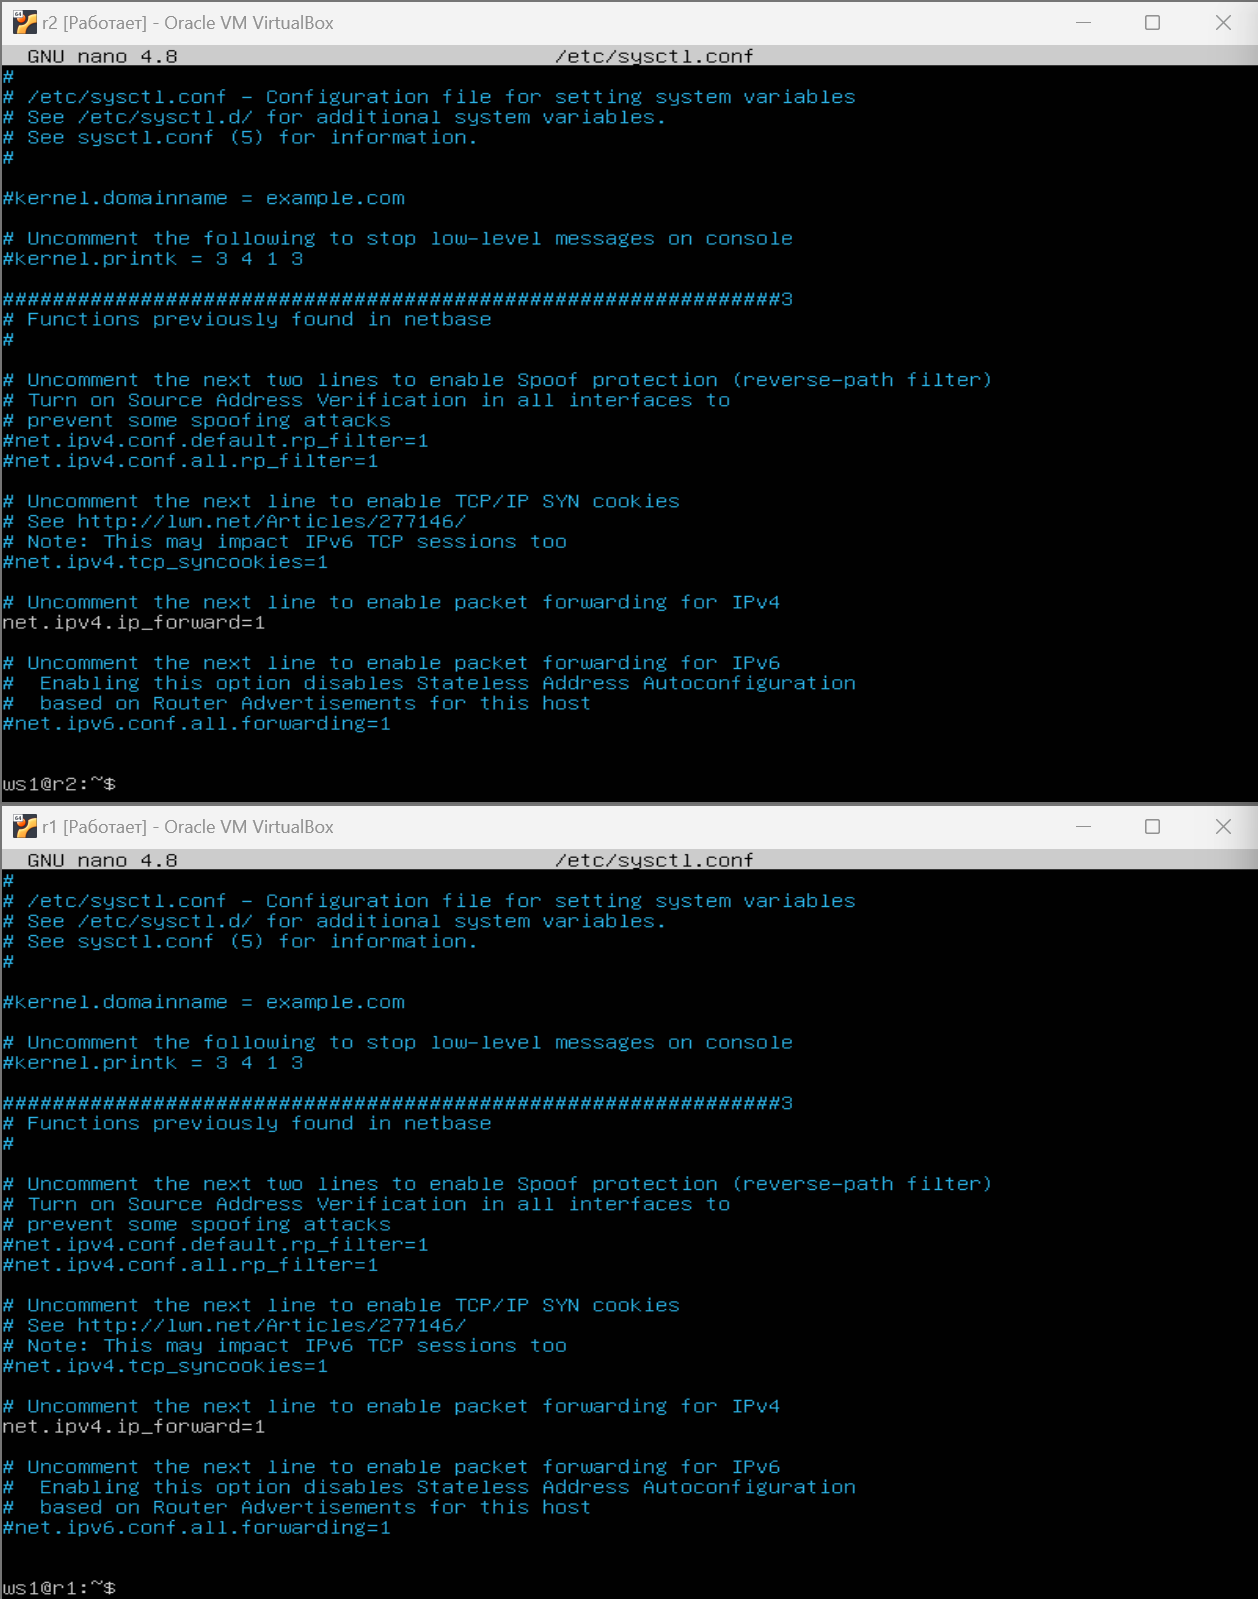 r2 [Работает] - Oracle VM VirtualBox
GNU nano 4.8 /etc/sysctl.conf
#
# /etc/sysctl.conf - Configuration file for setting system variables
# See /etc/sysctl.d/ for additional system variables.
# See sysctl.conf (5) for information.
#
#kernel.domainname = example.com
# Uncomment the following to stop low-level messages on console
#kernel.printk = 3 4 1 3
##############################################################3
# Functions previously found in netbase
#
# Uncomment the next two lines to enable Spoof protection (reverse-path filter)
# Turn on Source Address Verification in all interfaces to
# prevent some spoofing attacks
#net.ipv4.conf.default.rp_filter=1
#net.ipv4.conf.all.rp_filter=1
# Uncomment the next line to enable TCP/IP SYN cookies
# See http://lwn.net/Articles/277146/
# Note: This may impact IPv6 TCP sessions too
#net.ipv4.tcp_syncookies=1
# Uncomment the next line to enable packet forwarding for IPv4
net.ipv4.ip_forward=1
# Uncomment the next line to enable packet forwarding for IPv6
#  Enabling this option disables Stateless Address Autoconfiguration
#  based on Router Advertisements for this host
#net.ipv6.conf.all.forwarding=1
ws1@r2:~$
r1 [Работает] - Oracle VM VirtualBox
GNU nano 4.8 /etc/sysctl.conf
#
# /etc/sysctl.conf - Configuration file for setting system variables
# See /etc/sysctl.d/ for additional system variables.
# See sysctl.conf (5) for information.
#
#kernel.domainname = example.com
# Uncomment the following to stop low-level messages on console
#kernel.printk = 3 4 1 3
##############################################################3
# Functions previously found in netbase
#
# Uncomment the next two lines to enable Spoof protection (reverse-path filter)
# Turn on Source Address Verification in all interfaces to
# prevent some spoofing attacks
#net.ipv4.conf.default.rp_filter=1
#net.ipv4.conf.all.rp_filter=1
# Uncomment the next line to enable TCP/IP SYN cookies
# See http://lwn.net/Articles/277146/
# Note: This may impact IPv6 TCP sessions too
#net.ipv4.tcp_syncookies=1
# Uncomment the next line to enable packet forwarding for IPv4
net.ipv4.ip_forward=1
# Uncomment the next line to enable packet forwarding for IPv6
#  Enabling this option disables Stateless Address Autoconfiguration
#  based on Router Advertisements for this host
#net.ipv6.conf.all.forwarding=1
ws1@r1:~$